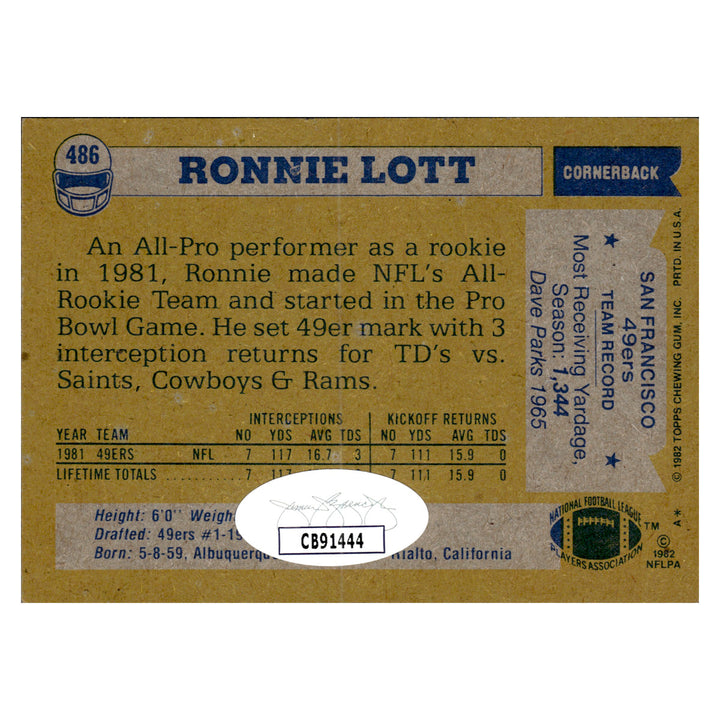 486
RONNIE LOTT
CORNERBACK
An All-Pro performer as a rookie
in 1981, Ronnie made NFL's All-
Rookie Team and started in the Pro
Bowl Game. He set 49er mark with 3
interception returns for TD's vs.
Saints, Cowboys & Rams.
INTERCEPTIONS KICKOFF RETURNS
YEAR TEAM NO YDS AVG TDS NO YDS AVG TDS
1981 49ERS NFL 7 117 16.7 3 7 111 15.9 0
LIFETIME TOTALS 7 117 3 7 111 15.9 0
Height: 6'0"
Drafted: 49ers
Born: 5-8-59, Albuquerque California
CB91444
SAN FRANCISCO
49ers
★ TEAM RECORD ★
Most Receiving Yardage,
Season: 1,344
Dave Parks 1965
© 1982 TOPPS CHEWING GUM, INC. PRTD. IN U.S.A.
A*
NATIONAL FOOTBALL LEAGUE
PLAYERS ASSOCIATION
™
©
1982
NFLPA